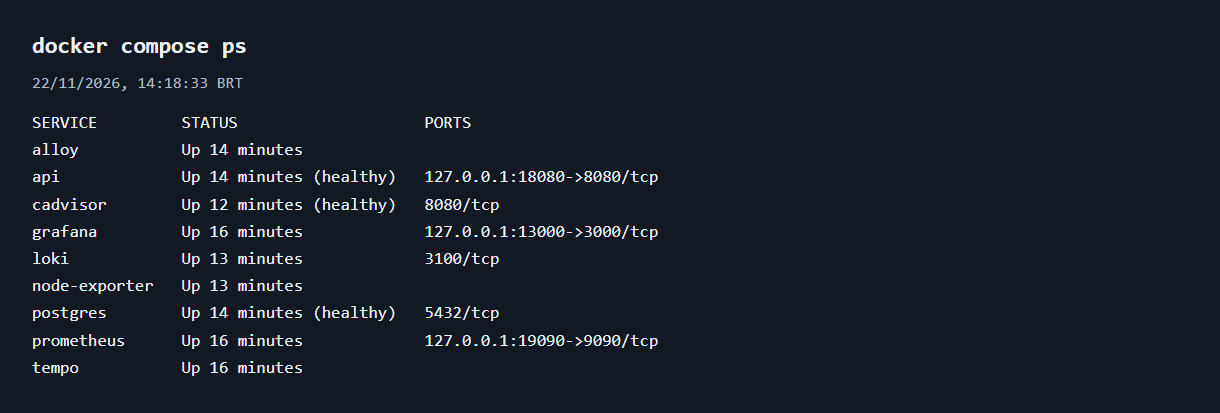 docker compose ps
22/11/2026, 14:18:33 BRT
SERVICE         STATUS                    PORTS
alloy           Up 14 minutes
api             Up 14 minutes (healthy)   127.0.0.1:18080->8080/tcp
cadvisor        Up 12 minutes (healthy)   8080/tcp
grafana         Up 16 minutes             127.0.0.1:13000->3000/tcp
loki            Up 13 minutes             3100/tcp
node-exporter   Up 13 minutes
postgres        Up 14 minutes (healthy)   5432/tcp
prometheus      Up 16 minutes             127.0.0.1:19090->9090/tcp
tempo           Up 16 minutes